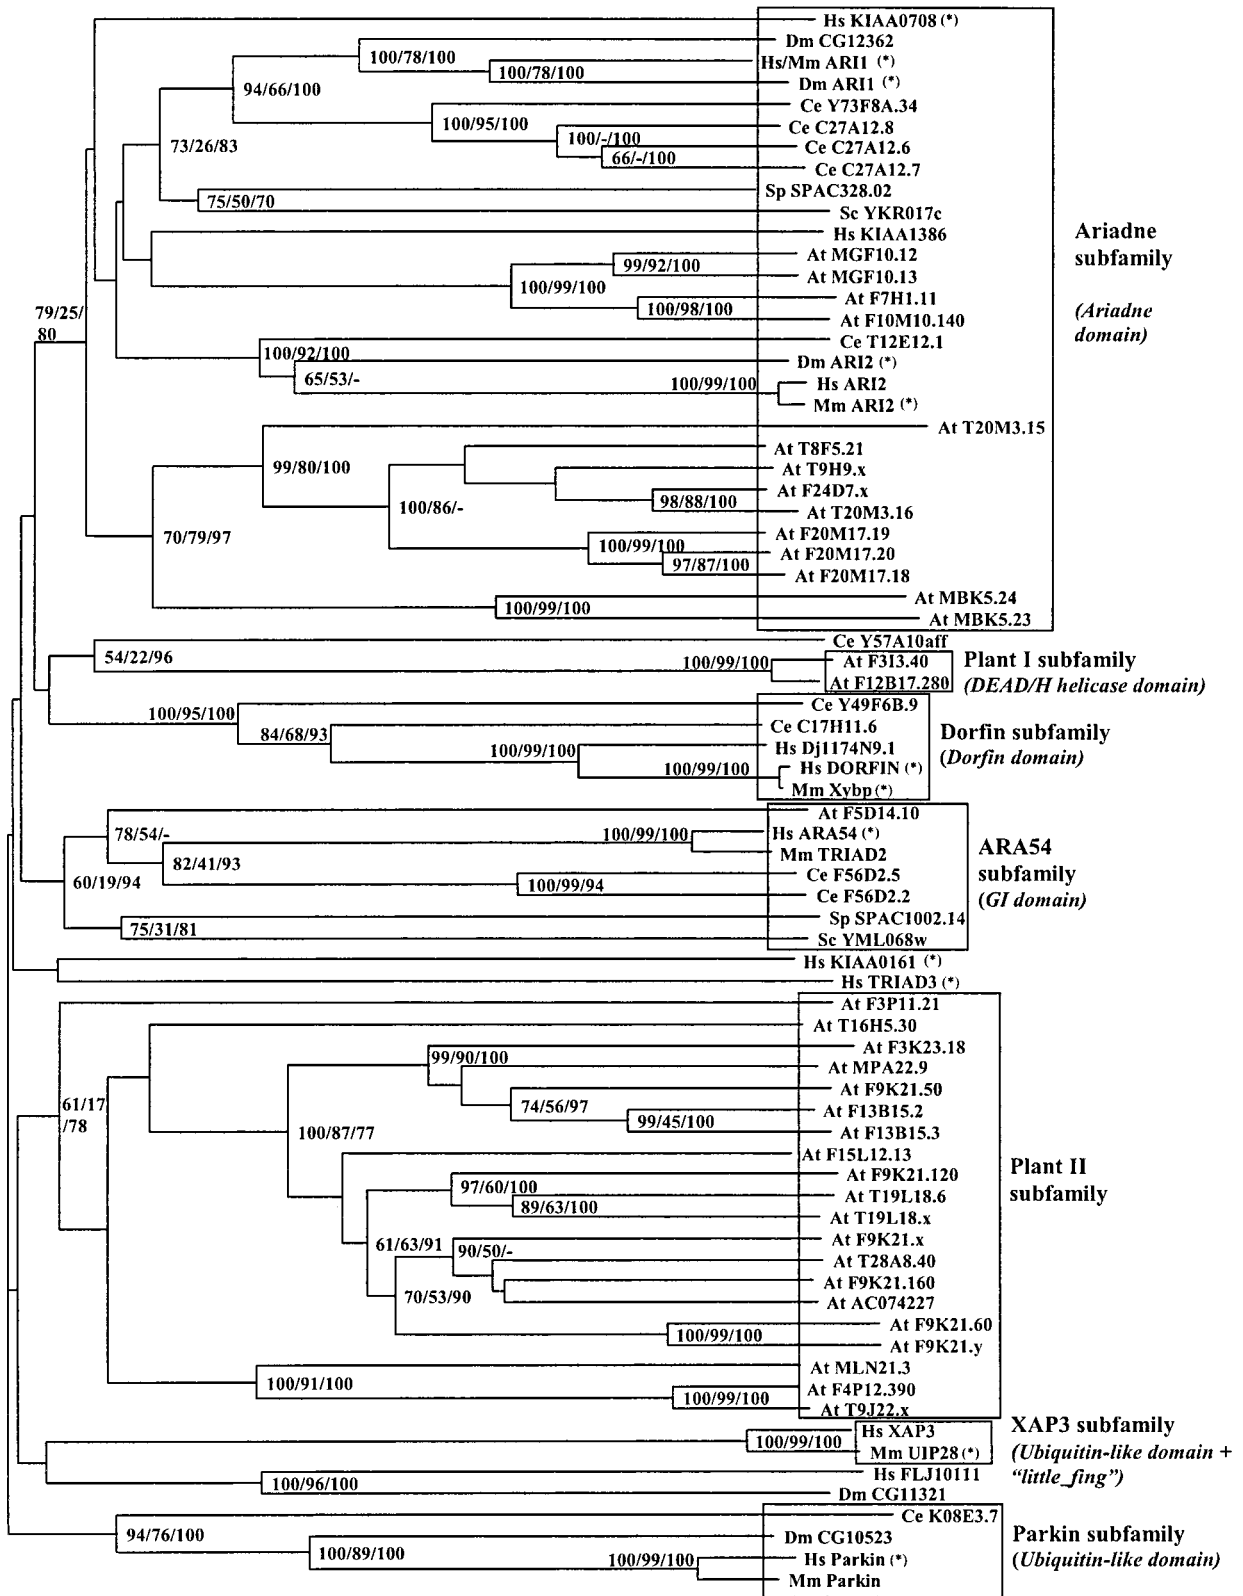 Hs KIAA0708 (*)
Dm CG12362
100/78/100
Hs/Mm ARI1 (*)
100/78/100
Dm ARI1 (*)
94/66/100
Ce Y73F8A.34
100/95/100
Ce C27A12.8
100/-/100
Ce C27A12.6
73/26/83
66/-/100
Ce C27A12.7
Sp SPAC328.02
75/50/70
Sc YKR017c
Hs KIAA1386
Ariadne
subfamily
(Ariadne
domain)
At MGF10.12
99/92/100
At MGF10.13
100/99/100
At F7H1.11
100/98/100
At F10M10.140
79/25/
80
Ce T12E12.1
100/92/100
Dm ARI2 (*)
65/53/-
100/99/100
Hs ARI2
Mm ARI2 (*)
At T20M3.15
At T8F5.21
99/80/100
At T9H9.x
At F24D7.x
98/88/100
100/86/-
At T20M3.16
At F20M17.19
70/79/97
100/99/100
At F20M17.20
97/87/100
At F20M17.18
At MBK5.24
100/99/100
At MBK5.23
Ce Y57A10aff
54/22/96
100/99/100
At F3I3.40
At F12B17.280
Plant I subfamily
(DEAD/H helicase domain)
Ce Y49F6B.9
100/95/100
Ce C17H11.6
84/68/93
Hs Dj1174N9.1
100/99/100
Hs DORFIN (*)
100/99/100
Mm Xybp (*)
Dorfin subfamily
(Dorfin domain)
At F5D14.10
78/54/-
100/99/100
Hs ARA54 (*)
Mm TRIAD2
82/41/93
Ce F56D2.5
60/19/94
100/99/94
Ce F56D2.2
Sp SPAC1002.14
75/31/81
Sc YML068w
ARA54
subfamily
(GI domain)
Hs KIAA0161 (*)
Hs TRIAD3 (*)
At F3P11.21
At T16H5.30
At F3K23.18
99/90/100
At MPA22.9
At F9K21.50
74/56/97
61/17
/78
At F13B15.2
99/45/100
At F13B15.3
100/87/77
At F15L12.13
At F9K21.120
97/60/100
At T19L18.6
89/63/100
At T19L18.x
Plant II
subfamily
At F9K21.x
61/63/91
90/50/-
At T28A8.40
At F9K21.160
70/53/90
At AC074227
At F9K21.60
100/99/100
At F9K21.y
At MLN21.3
100/91/100
At F4P12.390
100/99/100
At T9J22.x
Hs XAP3
100/99/100
Mm UIP28 (*)
XAP3 subfamily
(Ubiquitin-like domain +
“little_fing”)
Hs FLJ10111
100/96/100
Dm CG11321
Ce K08E3.7
94/76/100
Dm CG10523
100/89/100
100/99/100
Hs Parkin (*)
Mm Parkin
Parkin subfamily
(Ubiquitin-like domain)